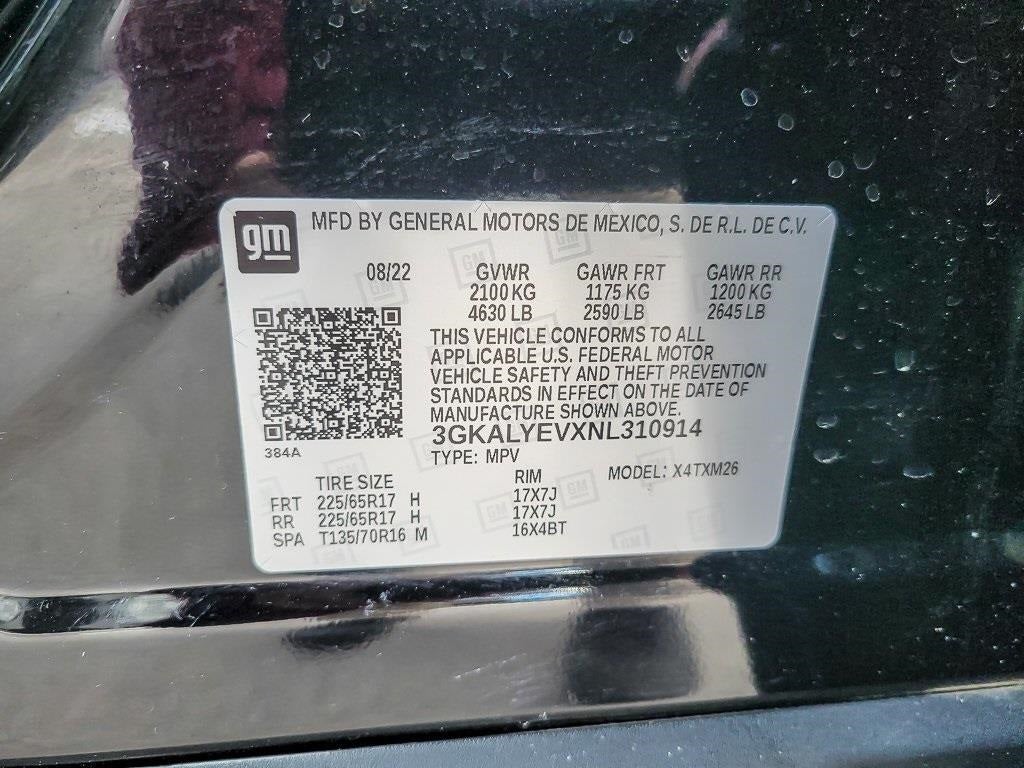 gm
MFD BY GENERAL MOTORS DE MEXICO, S. DE R.L. DE C.V.
08/22 GVWR GAWR FRT GAWR RR
2100 KG 1175 KG 1200 KG
4630 LB 2590 LB 2645 LB
THIS VEHICLE CONFORMS TO ALL
APPLICABLE U.S. FEDERAL MOTOR
VEHICLE SAFETY AND THEFT PREVENTION
STANDARDS IN EFFECT ON THE DATE OF
MANUFACTURE SHOWN ABOVE.
3GKALYEVXNL310914
384A
TYPE: MPV MODEL: X4TXM26
TIRE SIZE RIM
FRT 225/65R17 H 17X7J
RR 225/65R17 H 17X7J
SPA T135/70R16 M 16X4BT